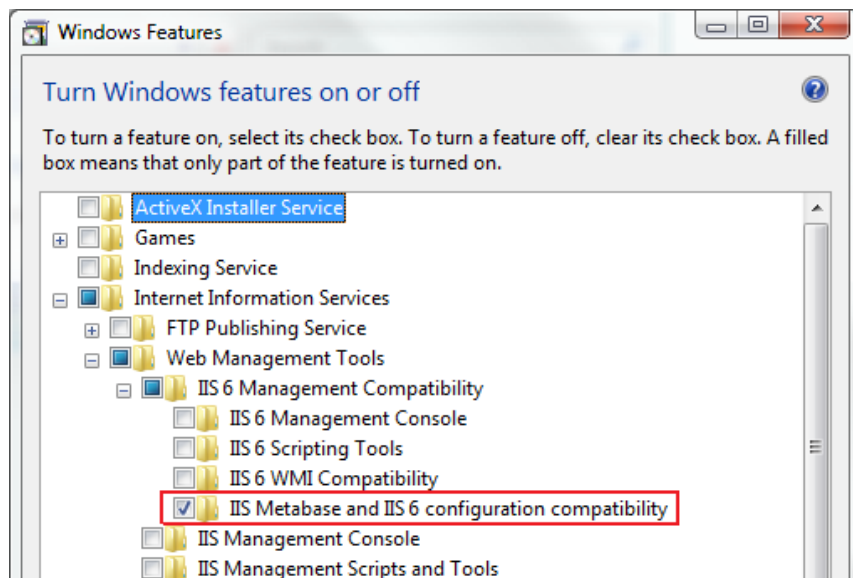 Windows Features
Turn Windows features on or off
To turn a feature on, select its check box. To turn a feature off, clear its check box. A filled
box means that only part of the feature is turned on.
ActiveX Installer Service
Games
Indexing Service
Internet Information Services
FTP Publishing Service
Web Management Tools
IIS 6 Management Compatibility
IIS 6 Management Console
IIS 6 Scripting Tools
IIS 6 WMI Compatibility
IIS Metabase and IIS 6 configuration compatibility
IIS Management Console
IIS Management Scripts and Tools